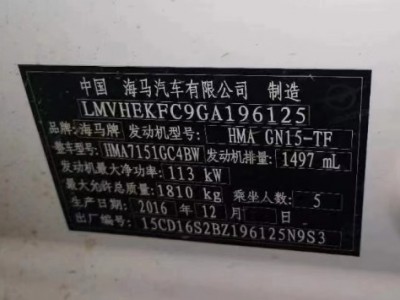 中国 海马汽车有限公司 制造
LMVHEKFC9GA196125
品牌:海马牌 发动机型号: HMA GN15-TF
整车型号:HMA7151GC4BW 发动机排量: 1497 mL
发动机最大净功率: 113 kW
最大允许总质量: 1810 kg 乘坐人数: 5
生产日期: 2016 年 12 月 日
出厂编号: 15CD16S2BZ196125N9S3